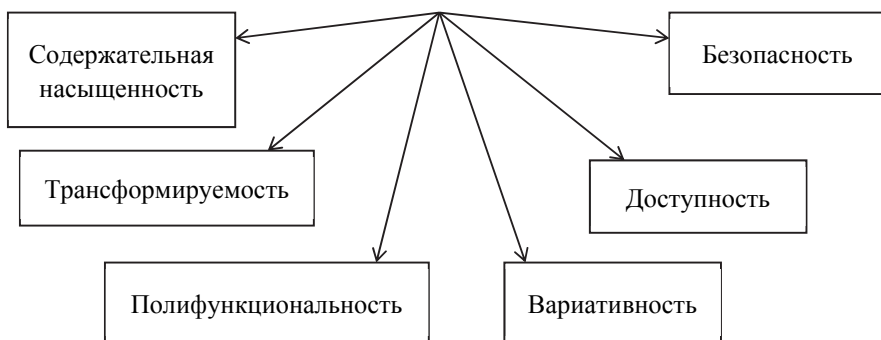 Содержательная
насыщенность
Безопасность
Трансформируемость
Доступность
Полифункциональность
Вариативность